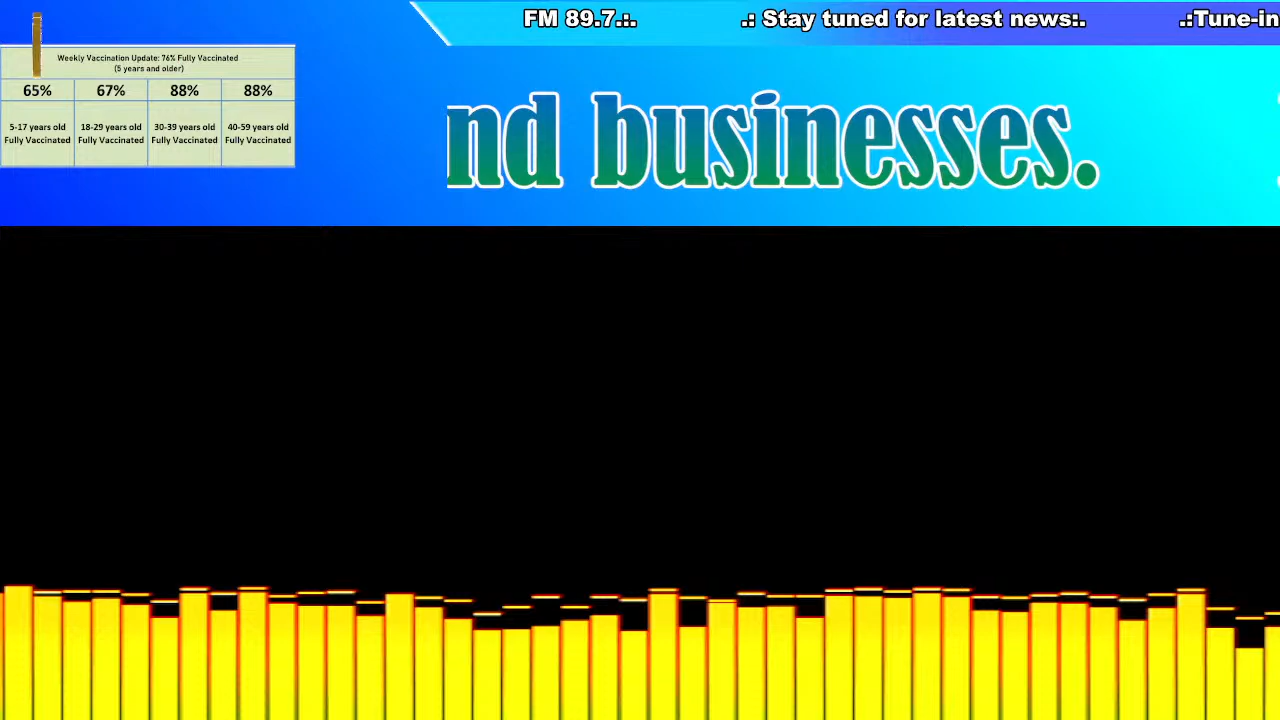 FM 89.7.:. .: Stay tuned for latest news:. .:Tune-in
Weekly Vaccination Update: 76% Fully Vaccinated
(5 years and older)
65% 67% 88% 88%
5-17 years old 18-29 years old 30-39 years old 40-59 years old
Fully Vaccinated Fully Vaccinated Fully Vaccinated Fully Vaccinated
nd businesses.